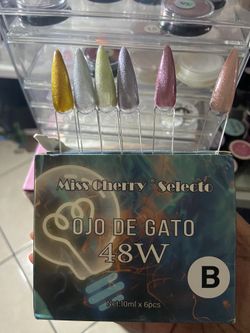 Miss Cherry Selecto
OJO DE GATO
48W
B
Net:10ml x 6pcs